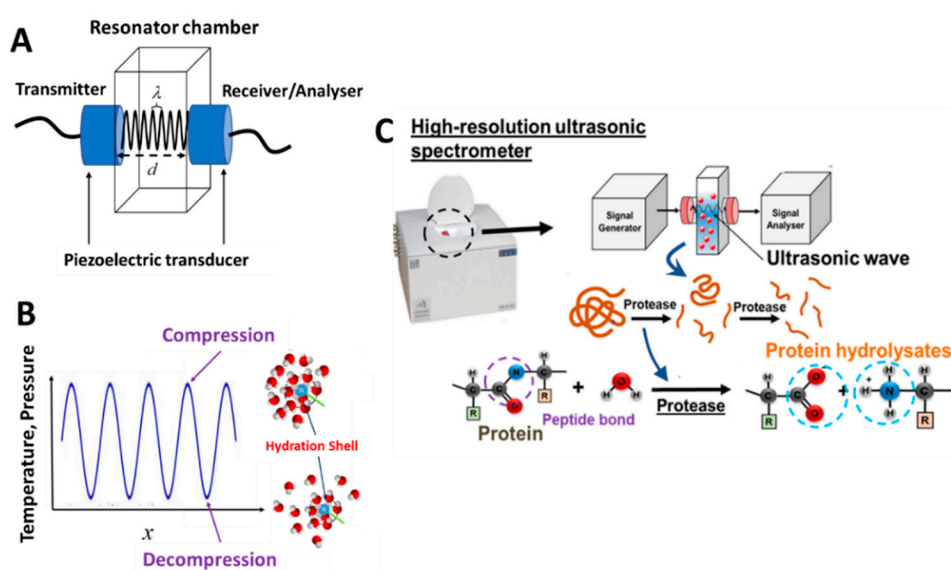 A
Resonator chamber
Transmitter
Receiver/Analyser
λ
d
Piezoelectric transducer
B
Compression
Temperature, Pressure
Hydration Shell
x
Decompression
C
High-resolution ultrasonic
spectrometer
Signal
Generator
Signal
Analyser
Ultrasonic wave
Protease
Protease
Protein hydrolysates
H
N
C
C
O
H
R
R
+
O
H
H
Peptide bond
Protein
Protease
H
C
C
O
O
R
+
H
+
H
N
H
H
C
R